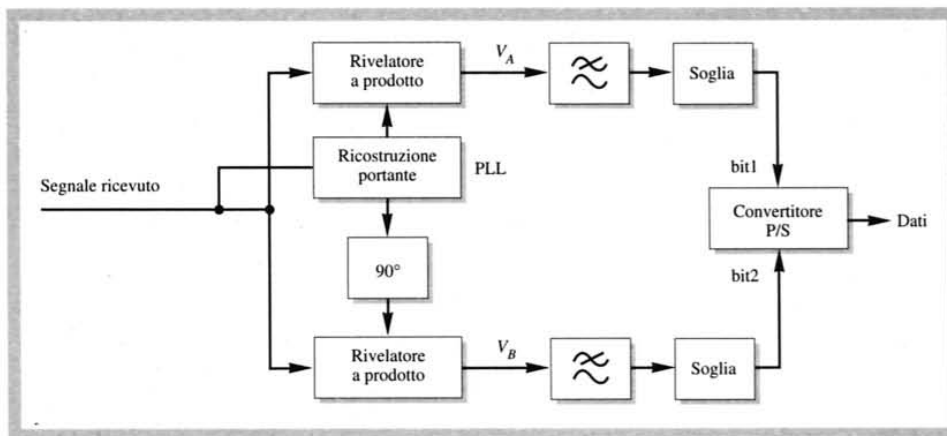 Rivelatore
a prodotto
V_A
Soglia
Ricostruzione
portante
PLL
Segnale ricevuto
bit1
Convertitore
P/S
Dati
90°
bit2
Rivelatore
a prodotto
V_B
Soglia